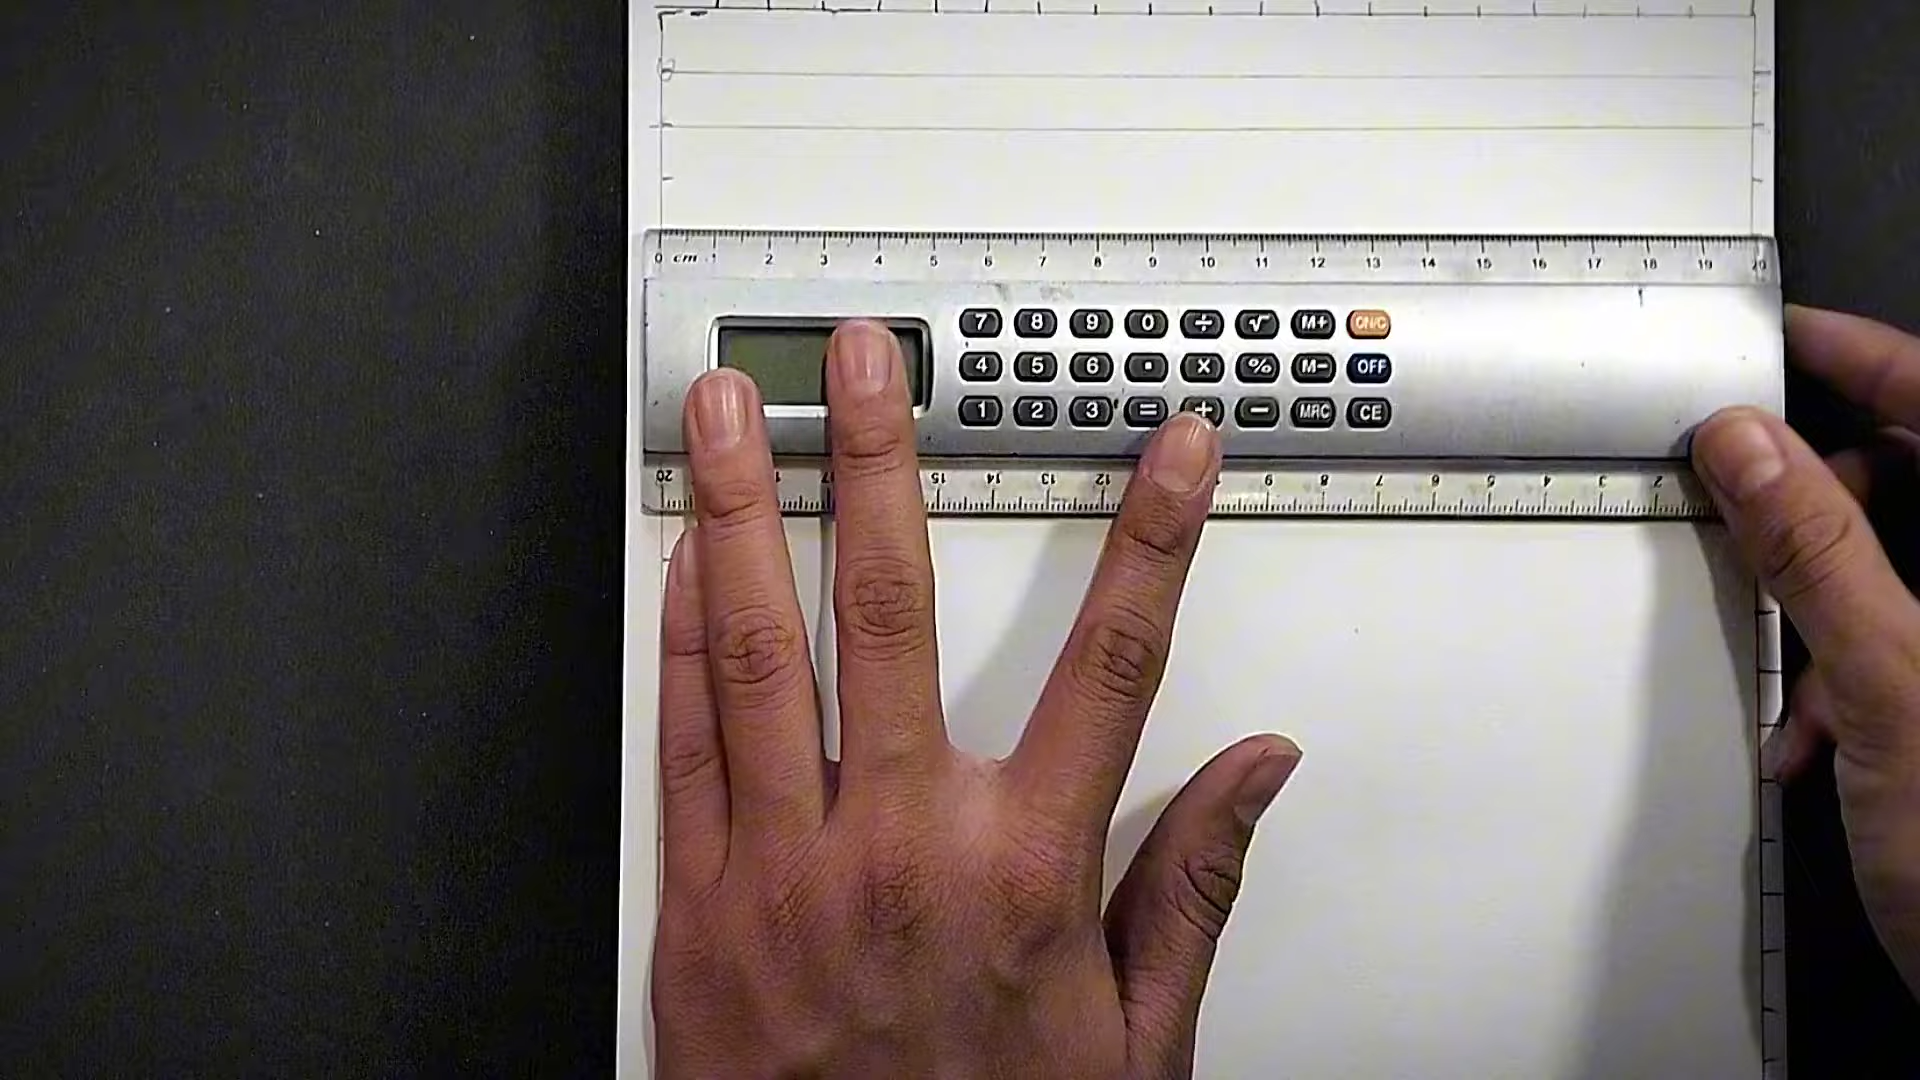 0 cm 1 2 3 4 5 6 7 8 9 10 11 12 13 14 15 16 17 18 19 20
7 8 9 0 ÷ √ M+ ON/C
4 5 6 . X % M− OFF
1 2 3 = + − MRC CE
20 17 15 14 13 12 9 8 7 6 5 4 3 2